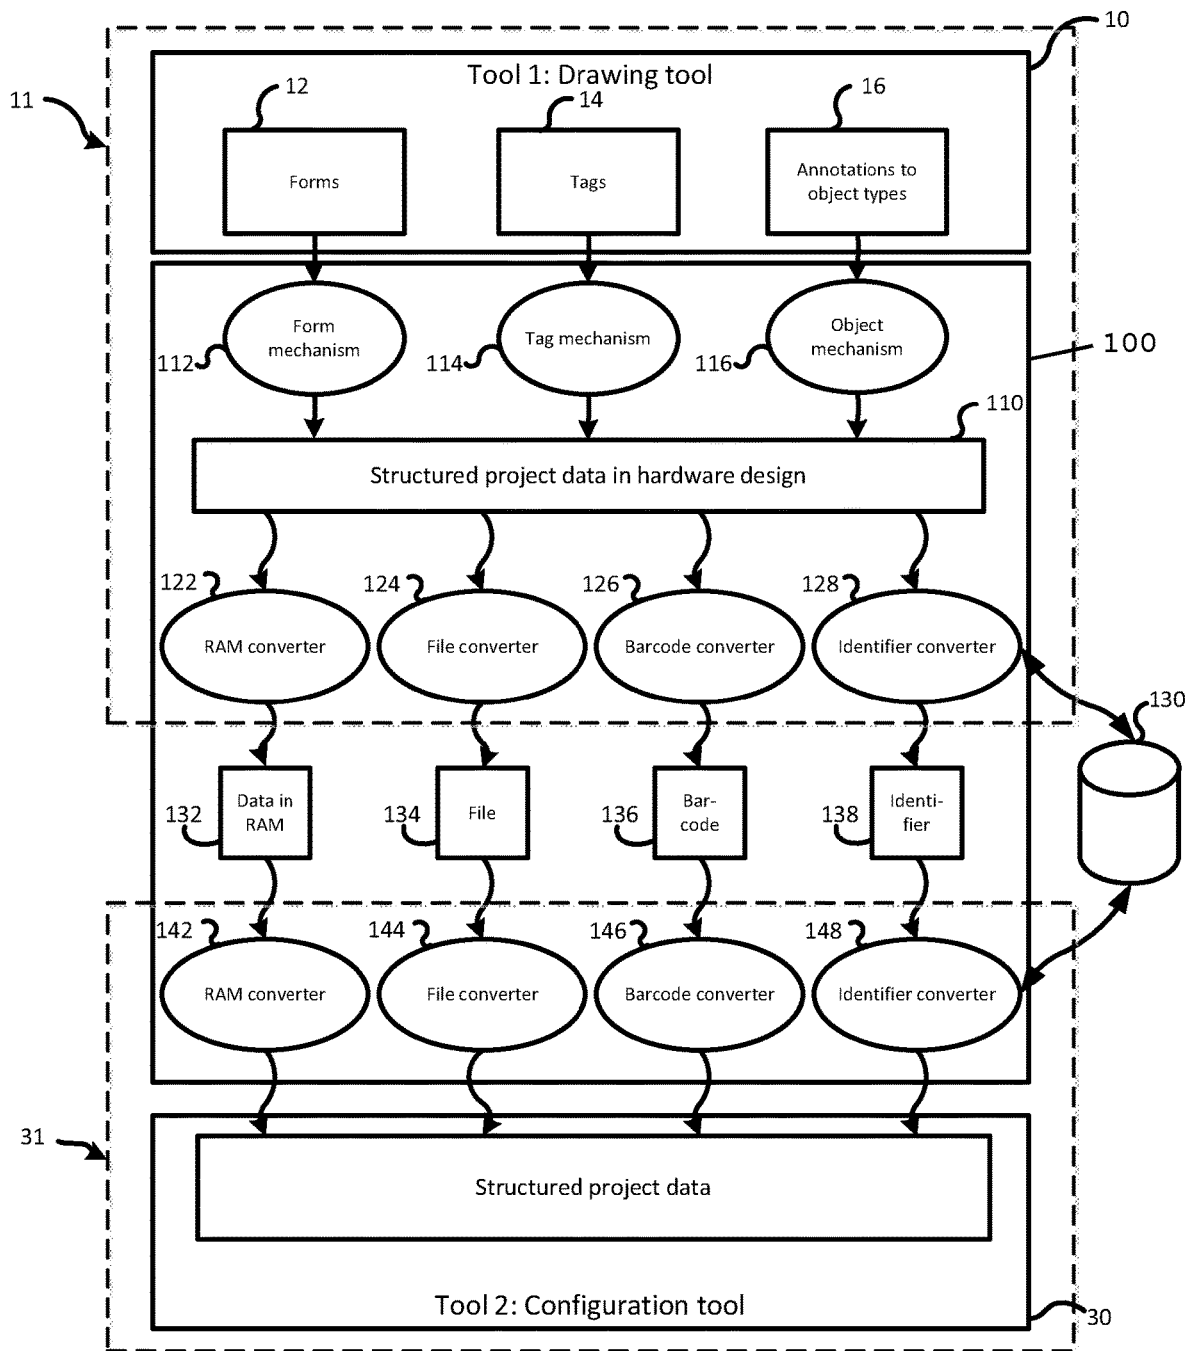 10
Tool 1: Drawing tool
11
12
14
16
Forms
Tags
Annotations to
object types
Form
mechanism
Tag mechanism
Object
mechanism
112
114
116
100
110
Structured project data in hardware design
122
124
126
128
RAM converter
File converter
Barcode converter
Identifier converter
130
132
Data in
RAM
134
File
136
Bar-
code
138
Identi-
fier
142
144
146
148
RAM converter
File converter
Barcode converter
Identifier converter
31
Structured project data
Tool 2: Configuration tool
30